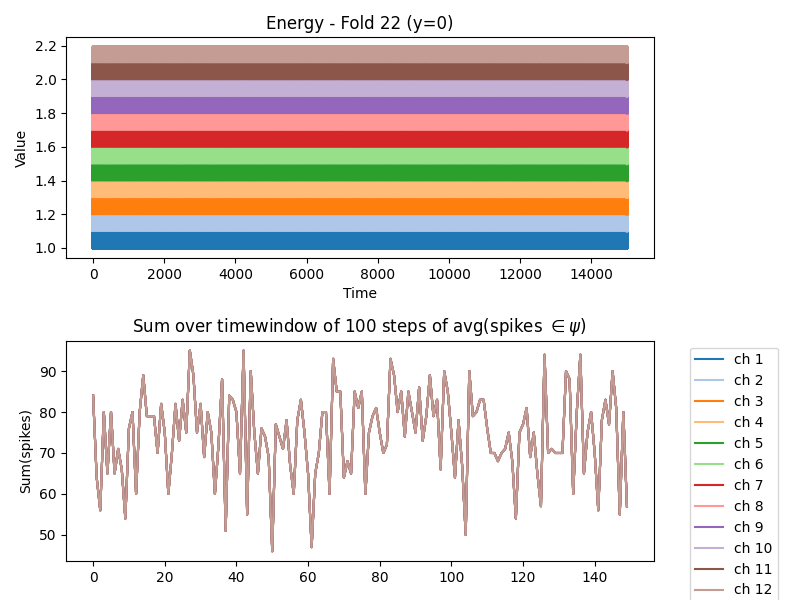 Energy - Fold 22 (y=0)
2.2
2.0
1.8
1.6
1.4
1.2
1.0
Value
0 2000 4000 6000 8000 10000 12000 14000
Time
Sum over timewindow of 100 steps of avg(spikes ∈ψ)
90
80
70
60
50
Sum(spikes)
0 20 40 60 80 100 120 140
ch 1
ch 2
ch 3
ch 4
ch 5
ch 6
ch 7
ch 8
ch 9
ch 10
ch 11
ch 12